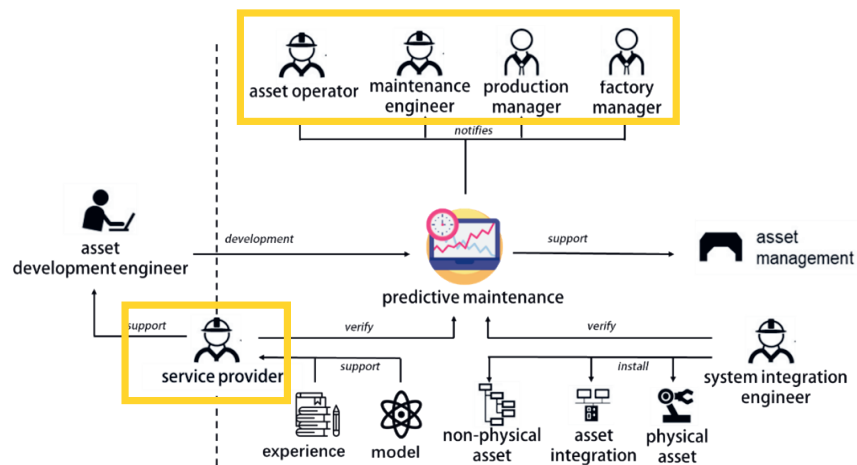 asset operator
maintenance
engineer
production
manager
factory
manager
notifies
asset
development engineer
development
predictive maintenance
support
asset
management
support
service provider
verify
support
experience
model
verify
install
non-physical
asset
asset
integration
physical
asset
system integration
engineer